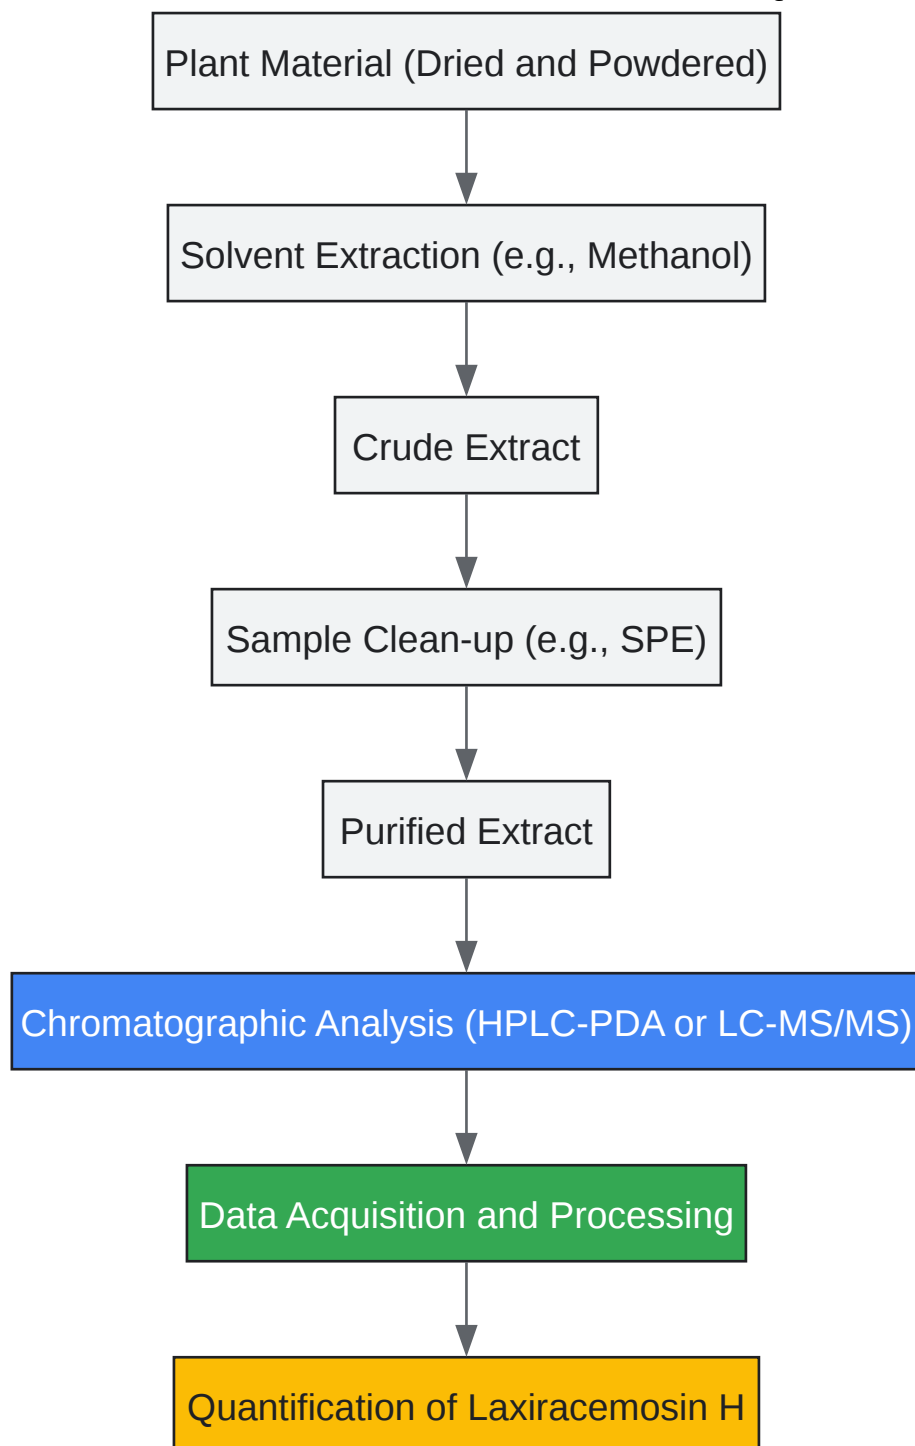 Plant Material (Dried and Powdered)
Solvent Extraction (e.g., Methanol)
Crude Extract
Sample Clean-up (e.g., SPE)
Purified Extract
Chromatographic Analysis (HPLC-PDA or LC-MS/MS)
Data Acquisition and Processing
Quantification of Laxiracemosin H